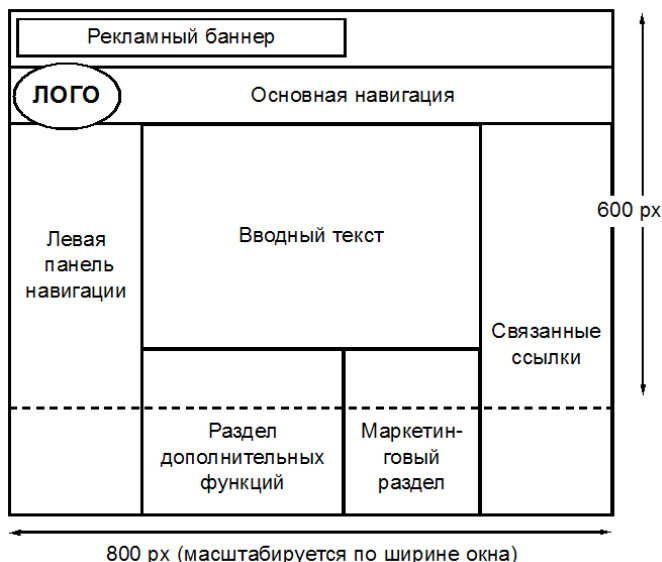 Рекламный баннер
ЛОГО
Основная навигация
600 px
Левая
панель
навигации
Вводный текст
Связанные
ссылки
Раздел
дополнительных
функций
Маркетин-
говый
раздел
800 px (масштабируется по ширине окна)